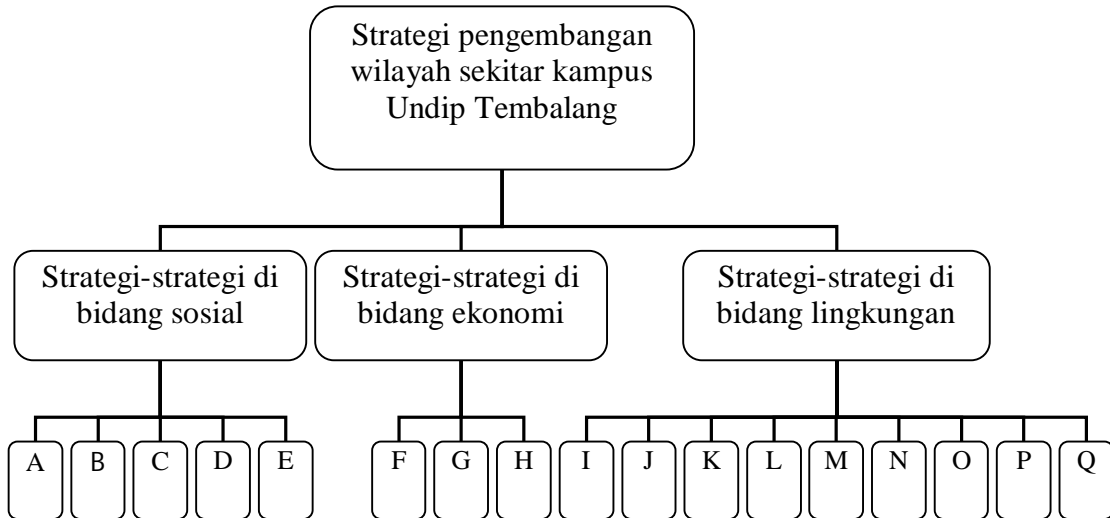 Strategi pengembangan
wilayah sekitar kampus
Undip Tembalang
Strategi-strategi di
bidang sosial
Strategi-strategi di
bidang ekonomi
Strategi-strategi di
bidang lingkungan
A B C D E F G H I J K L M N O P Q